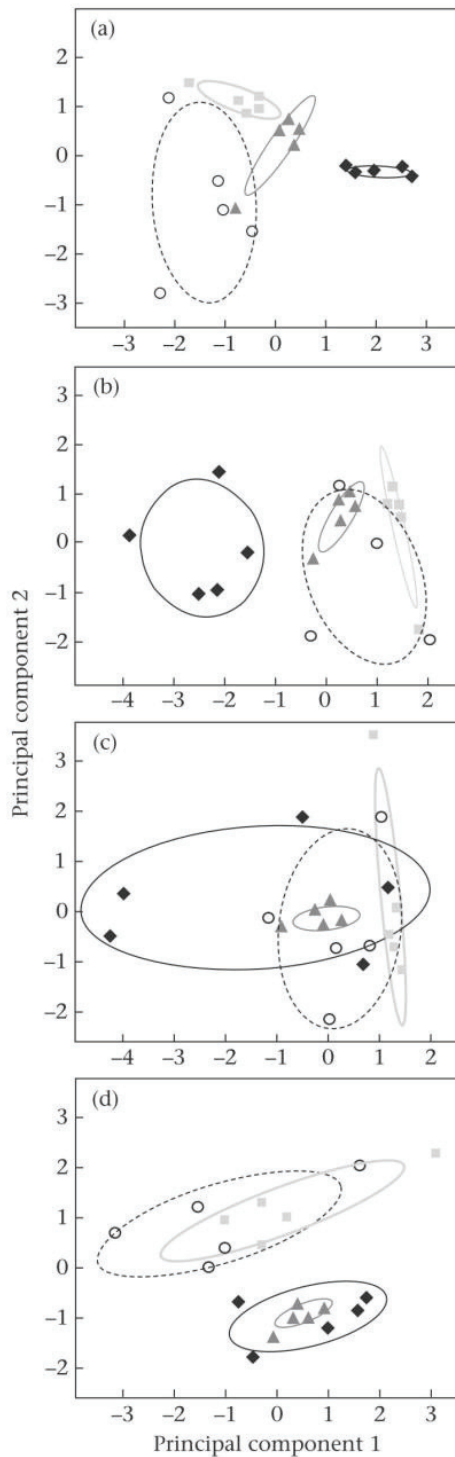 (a)
2
1
0
–1
–2
–3
–3 –2 –1 0 1 2 3
(b)
3
2
1
0
–1
–2
–4 –3 –2 –1 0 1 2
(c)
3
2
1
0
–1
–2
–4 –3 –2 –1 0 1 2
(d)
3
2
1
0
–1
–2
–3 –2 –1 0 1 2 3
Principal component 2
Principal component 1